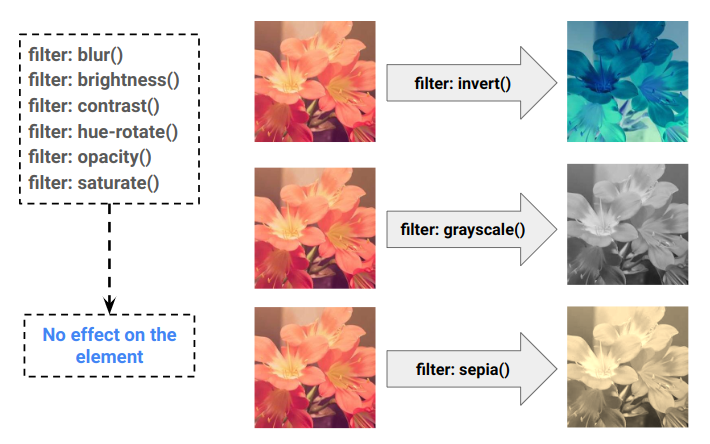 filter: blur()
filter: brightness()
filter: contrast()
filter: hue-rotate()
filter: opacity()
filter: saturate()
No effect on the
element
filter: invert()
filter: grayscale()
filter: sepia()